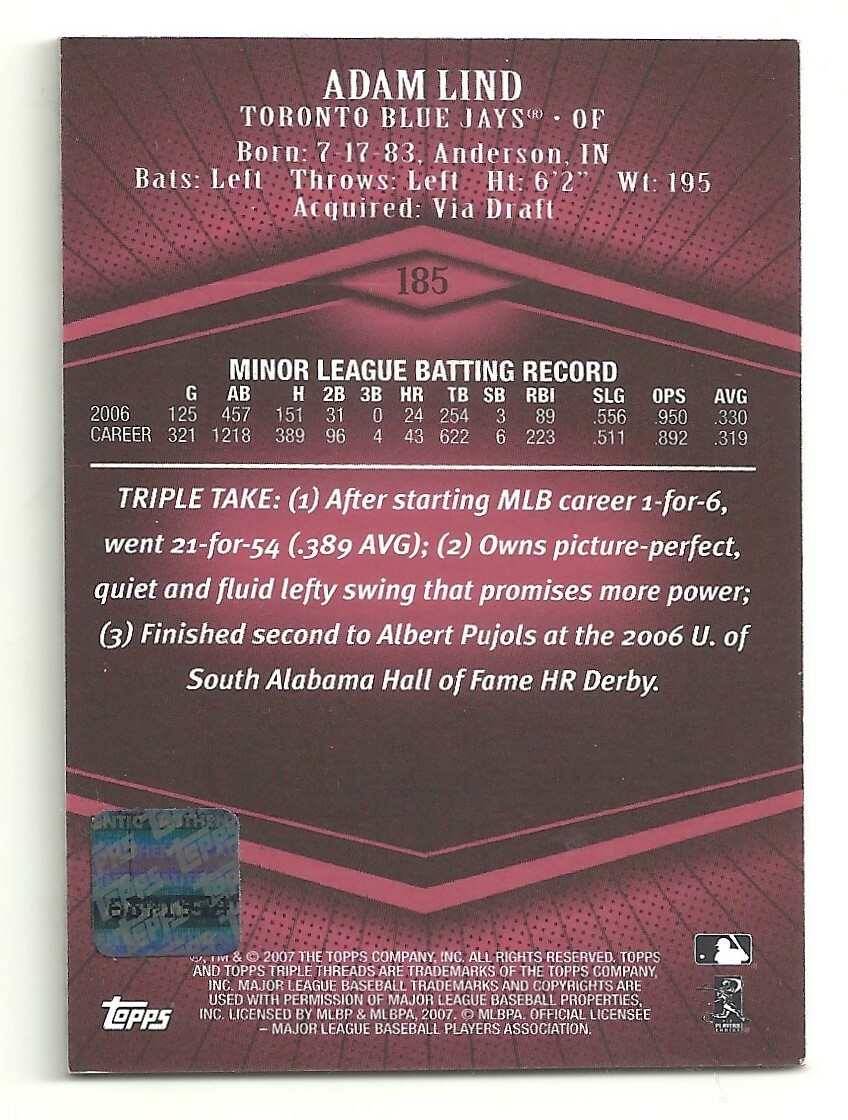 ADAM LIND
TORONTO BLUE JAYS(R) • OF
Born: 7-17-83, Anderson, IN
Bats: Left Throws: Left Ht: 6'2" Wt: 195
Acquired: Via Draft
185
MINOR LEAGUE BATTING RECORD
G AB H 2B 3B HR TB SB RBI SLG OPS AVG
2006 125 457 151 31 0 24 254 3 89 .556 .950 .330
CAREER 321 1218 389 96 4 43 622 6 223 .511 .892 .319
TRIPLE TAKE: (1) After starting MLB career 1-for-6,
went 21-for-54 (.389 AVG); (2) Owns picture-perfect,
quiet and fluid lefty swing that promises more power;
(3) Finished second to Albert Pujols at the 2006 U. of
South Alabama Hall of Fame HR Derby.
®, TM & © 2007 THE TOPPS COMPANY, INC. ALL RIGHTS RESERVED. TOPPS
AND TOPPS TRIPLE THREADS ARE TRADEMARKS OF THE TOPPS COMPANY,
INC. MAJOR LEAGUE BASEBALL TRADEMARKS AND COPYRIGHTS ARE
USED WITH PERMISSION OF MAJOR LEAGUE BASEBALL PROPERTIES,
INC. LICENSED BY MLBP & MLBPA, 2007. © MLBPA. OFFICIAL LICENSEE
– MAJOR LEAGUE BASEBALL PLAYERS ASSOCIATION.
Topps
PLAYERS
CHOICE